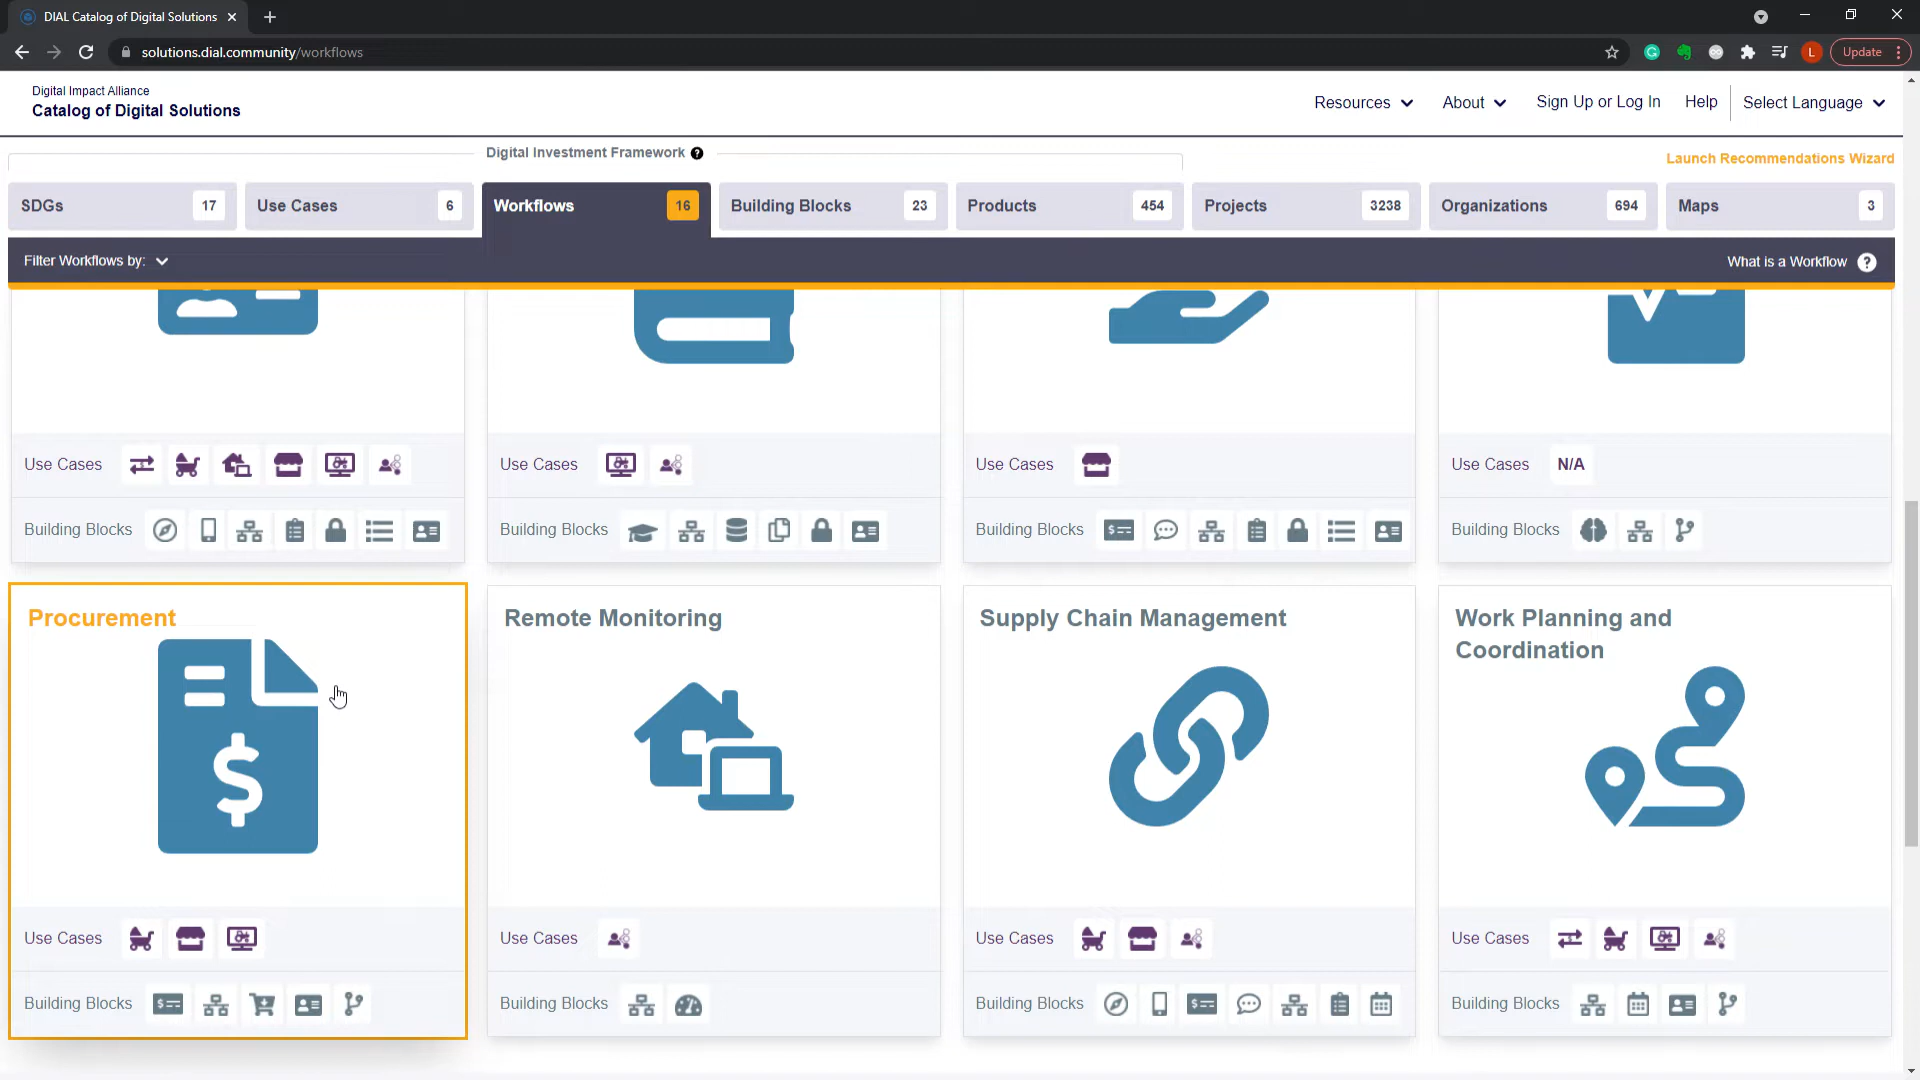 DIAL Catalog of Digital Solutions
solutions.dial.community/workflows
L
Update
Digital Impact Alliance
Catalog of Digital Solutions
Resources
About
Sign Up or Log In
Help
Select Language
Digital Investment Framework ?
Launch Recommendations Wizard
SDGs 17
Use Cases 6
Workflows 16
Building Blocks 23
Products 454
Projects 3238
Organizations 694
Maps 3
Filter Workflows by:
What is a Workflow ?
Use Cases
Use Cases
Use Cases
Use Cases N/A
Building Blocks
Building Blocks
Building Blocks
Building Blocks
Procurement
Remote Monitoring
Supply Chain Management
Work Planning and
Coordination
$
Use Cases
Use Cases
Use Cases
Use Cases
Building Blocks
Building Blocks
Building Blocks
Building Blocks